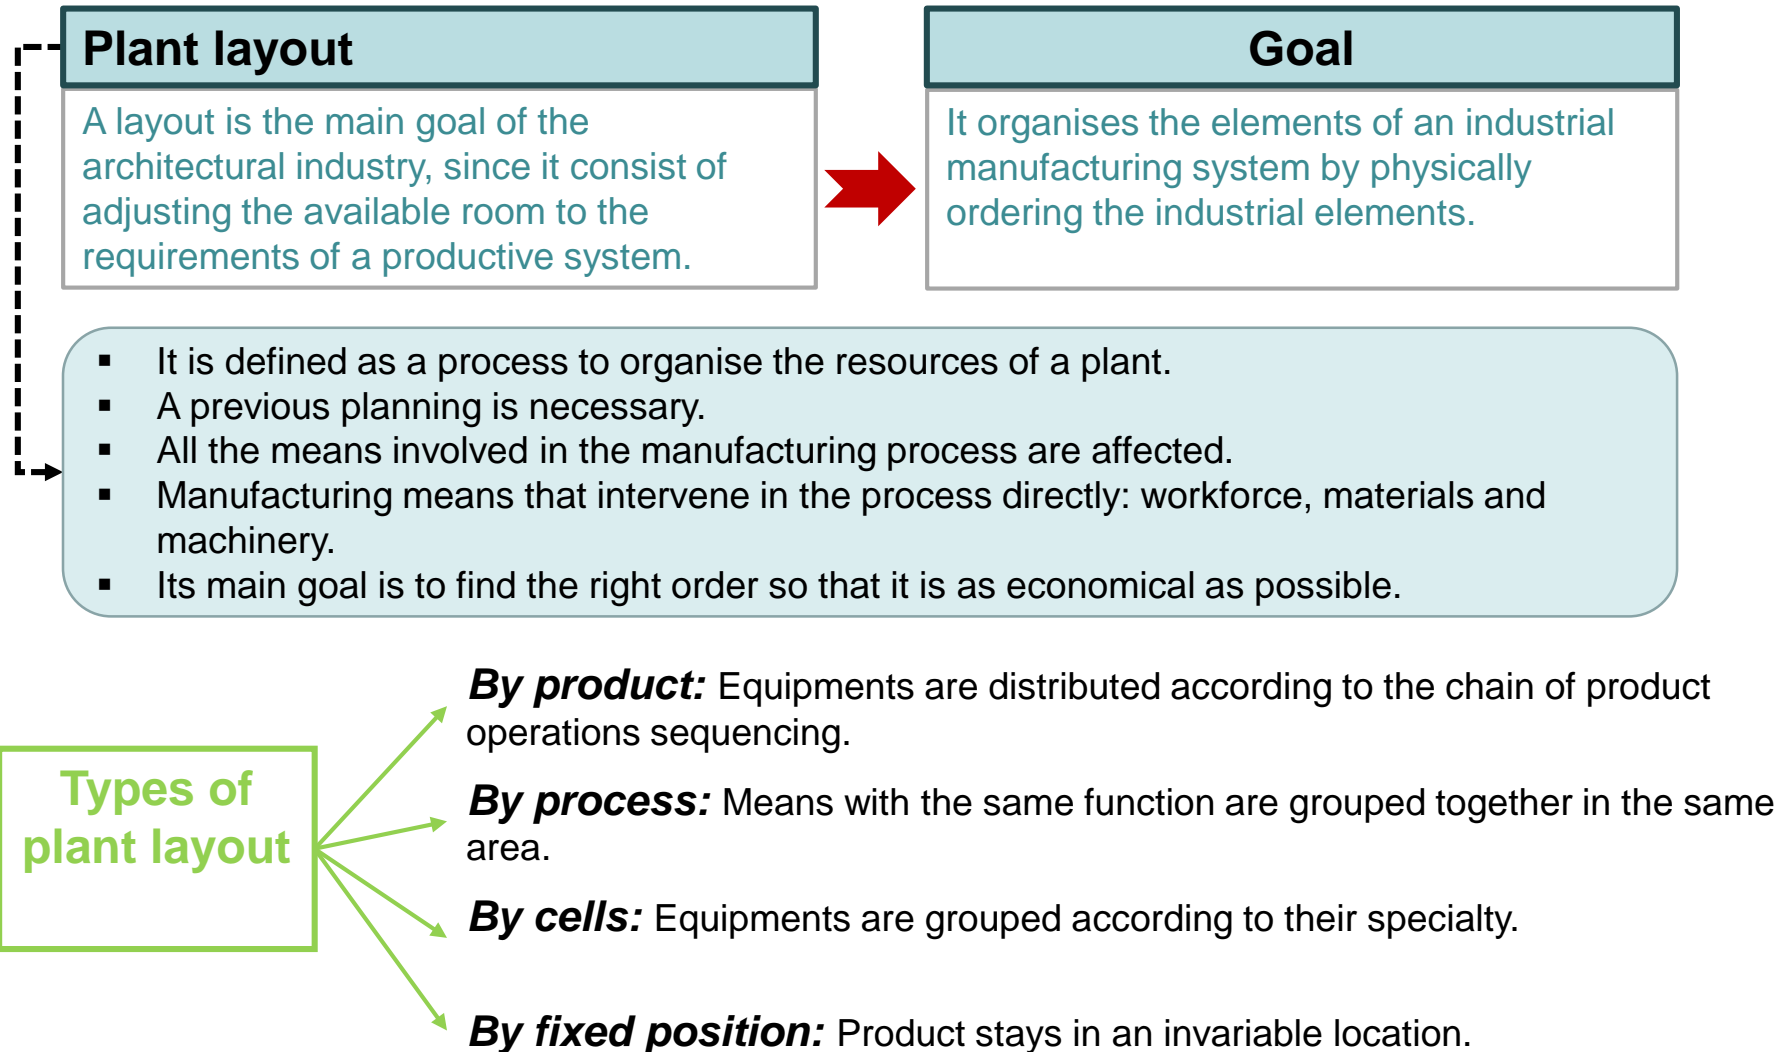 Plant layout
A layout is the main goal of the
architectural industry, since it consist of
adjusting the available room to the
requirements of a productive system.
Goal
It organises the elements of an industrial
manufacturing system by physically
ordering the industrial elements.
▪ It is defined as a process to organise the resources of a plant.
▪ A previous planning is necessary.
▪ All the means involved in the manufacturing process are affected.
▪ Manufacturing means that intervene in the process directly: workforce, materials and
machinery.
▪ Its main goal is to find the right order so that it is as economical as possible.
Types of
plant layout
By product: Equipments are distributed according to the chain of product
operations sequencing.
By process: Means with the same function are grouped together in the same
area.
By cells: Equipments are grouped according to their specialty.
By fixed position: Product stays in an invariable location.